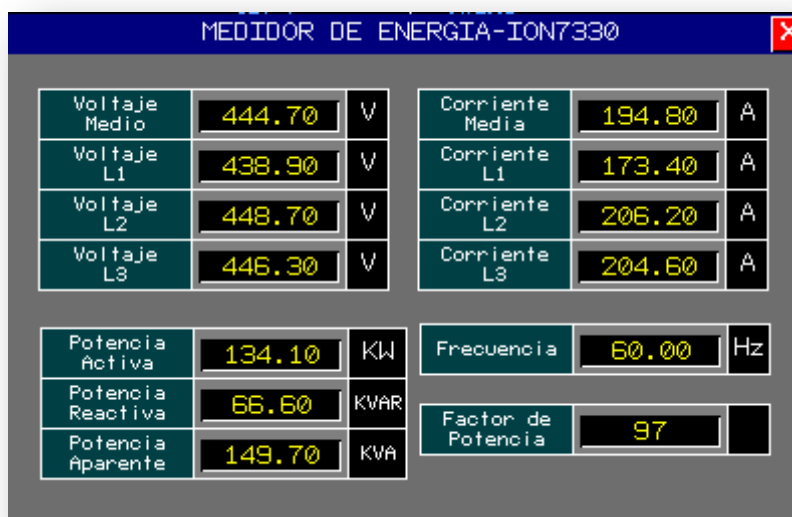 MEDIDOR DE ENERGIA-ION7330
X
Voltaje
Medio
444.70
V
Voltaje
L1
438.90
V
Voltaje
L2
448.70
V
Voltaje
L3
446.30
V
Corriente
Media
194.80
A
Corriente
L1
173.40
A
Corriente
L2
206.20
A
Corriente
L3
204.60
A
Potencia
Activa
134.10
KW
Potencia
Reactiva
66.60
KVAR
Potencia
Aparente
149.70
KVA
Frecuencia
60.00
Hz
Factor de
Potencia
97